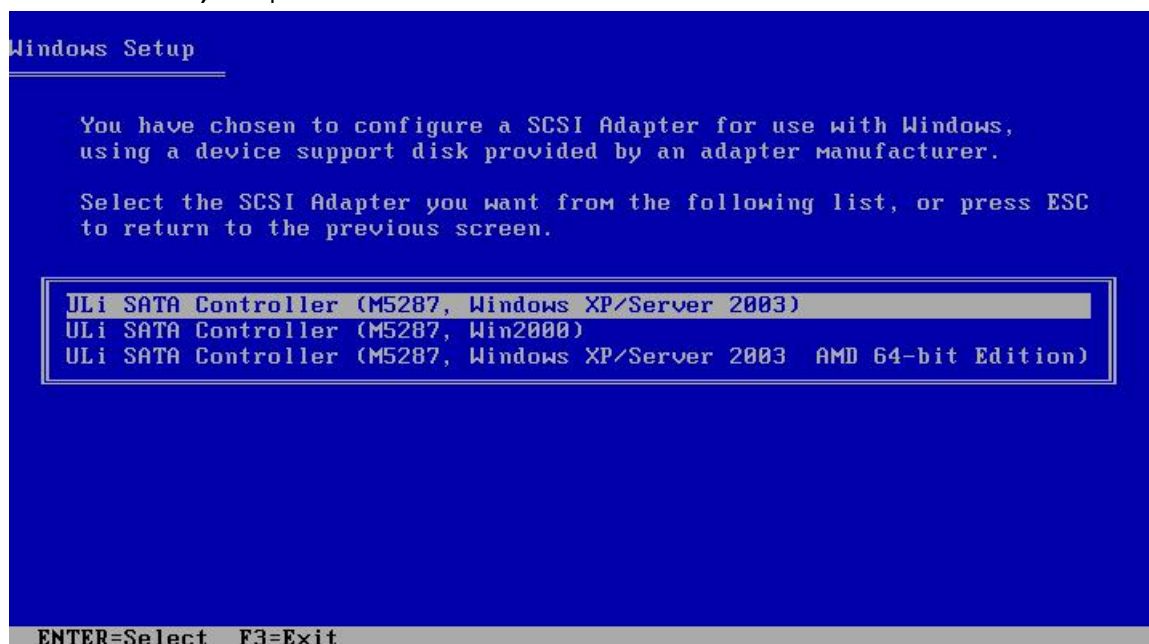 Windows Setup
You have chosen to configure a SCSI Adapter for use with Windows,
using a device support disk provided by an adapter manufacturer.
Select the SCSI Adapter you want from the following list, or press ESC
to return to the previous screen.
ULi SATA Controller (M5287, Windows XP/Server 2003)
ULi SATA Controller (M5287, Win2000)
ULi SATA Controller (M5287, Windows XP/Server 2003  AMD 64-bit Edition)
ENTER=Select  F3=Exit